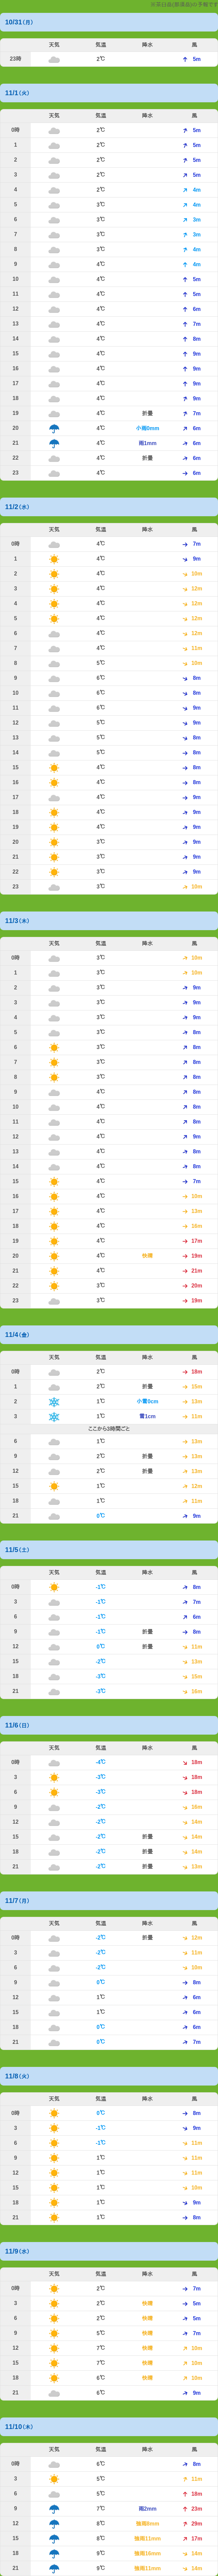 10/31(月)
天気 気温 降水 風
23時 2℃ 5m
11/1(火)
天気 気温 降水 風
0時 2℃ 5m
1 2℃ 5m
2 2℃ 5m
3 2℃ 5m
4 2℃ 4m
5 3℃ 4m
6 3℃ 3m
7 3℃ 3m
8 3℃ 4m
9 4℃ 4m
10 4℃ 5m
11 4℃ 5m
12 4℃ 6m
13 4℃ 7m
14 4℃ 8m
15 4℃ 9m
16 4℃ 9m
17 4℃ 9m
18 4℃ 9m
19 4℃ 折畳 7m
20 4℃ 小雨0mm 6m
21 4℃ 雨1mm 6m
22 4℃ 折畳 6m
23 4℃ 6m
11/2(水)
天気 気温 降水 風
0時 4℃ 7m
1 4℃ 9m
2 4℃ 10m
3 4℃ 12m
4 4℃ 12m
5 4℃ 12m
6 4℃ 12m
7 4℃ 11m
8 5℃ 10m
9 6℃ 8m
10 6℃ 8m
11 6℃ 9m
12 5℃ 9m
13 5℃ 8m
14 5℃ 8m
15 4℃ 8m
16 4℃ 8m
17 4℃ 9m
18 4℃ 9m
19 4℃ 9m
20 3℃ 9m
21 3℃ 9m
22 3℃ 9m
23 3℃ 10m
11/3(木)
天気 気温 降水 風
0時 3℃ 10m
1 3℃ 10m
2 3℃ 9m
3 3℃ 9m
4 3℃ 9m
5 3℃ 8m
6 3℃ 8m
7 3℃ 8m
8 3℃ 8m
9 4℃ 8m
10 4℃ 8m
11 4℃ 8m
12 4℃ 9m
13 4℃ 8m
14 4℃ 8m
15 4℃ 7m
16 4℃ 10m
17 4℃ 13m
18 4℃ 16m
19 4℃ 17m
20 4℃ 快晴 19m
21 4℃ 21m
22 3℃ 20m
23 3℃ 19m
11/4(金)
天気 気温 降水 風
0時 2℃ 18m
1 2℃ 折畳 15m
2 1℃ 小雪0cm 13m
3 1℃ 雪1cm 11m
ここから3時間ごと
6 1℃ 13m
9 2℃ 折畳 13m
12 2℃ 折畳 13m
15 1℃ 12m
18 1℃ 11m
21 0℃ 9m
11/5(土)
天気 気温 降水 風
0時 -1℃ 8m
3 -1℃ 7m
6 -1℃ 6m
9 -1℃ 折畳 8m
12 0℃ 折畳 11m
15 -2℃ 13m
18 -3℃ 15m
21 -3℃ 16m
11/6(日)
天気 気温 降水 風
0時 -4℃ 18m
3 -3℃ 18m
6 -3℃ 18m
9 -2℃ 16m
12 -2℃ 14m
15 -2℃ 折畳 14m
18 -2℃ 折畳 14m
21 -2℃ 折畳 13m
11/7(月)
天気 気温 降水 風
0時 -2℃ 折畳 12m
3 -2℃ 11m
6 -2℃ 10m
9 0℃ 8m
12 1℃ 6m
15 1℃ 6m
18 0℃ 6m
21 0℃ 7m
11/8(火)
天気 気温 降水 風
0時 0℃ 8m
3 -1℃ 9m
6 -1℃ 11m
9 1℃ 11m
12 1℃ 11m
15 1℃ 10m
18 1℃ 9m
21 1℃ 8m
11/9(水)
天気 気温 降水 風
0時 2℃ 7m
3 2℃ 快晴 5m
6 2℃ 快晴 5m
9 5℃ 快晴 7m
12 7℃ 快晴 10m
15 7℃ 快晴 10m
18 6℃ 快晴 10m
21 6℃ 9m
11/10(木)
天気 気温 降水 風
0時 6℃ 8m
3 5℃ 11m
6 5℃ 18m
9 7℃ 雨2mm 23m
12 8℃ 強雨8mm 29m
15 8℃ 強雨11mm 17m
18 9℃ 強雨16mm 14m
21 9℃ 強雨11mm 14m